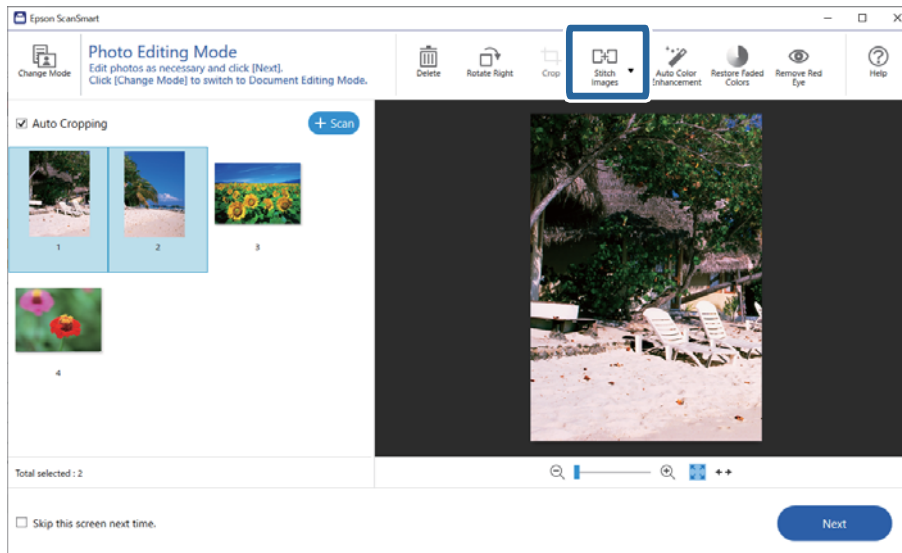 Epson ScanSmart
Change Mode
Photo Editing Mode
Edit photos as necessary and click [Next].
Click [Change Mode] to switch to Document Editing Mode.
Delete
Rotate Right
Crop
Stitch
Images
Auto Color
Enhancement
Restore Faded
Colors
Remove Red
Eye
Help
Auto Cropping
+ Scan
1
2
3
4
Total selected : 2
Skip this screen next time.
Next